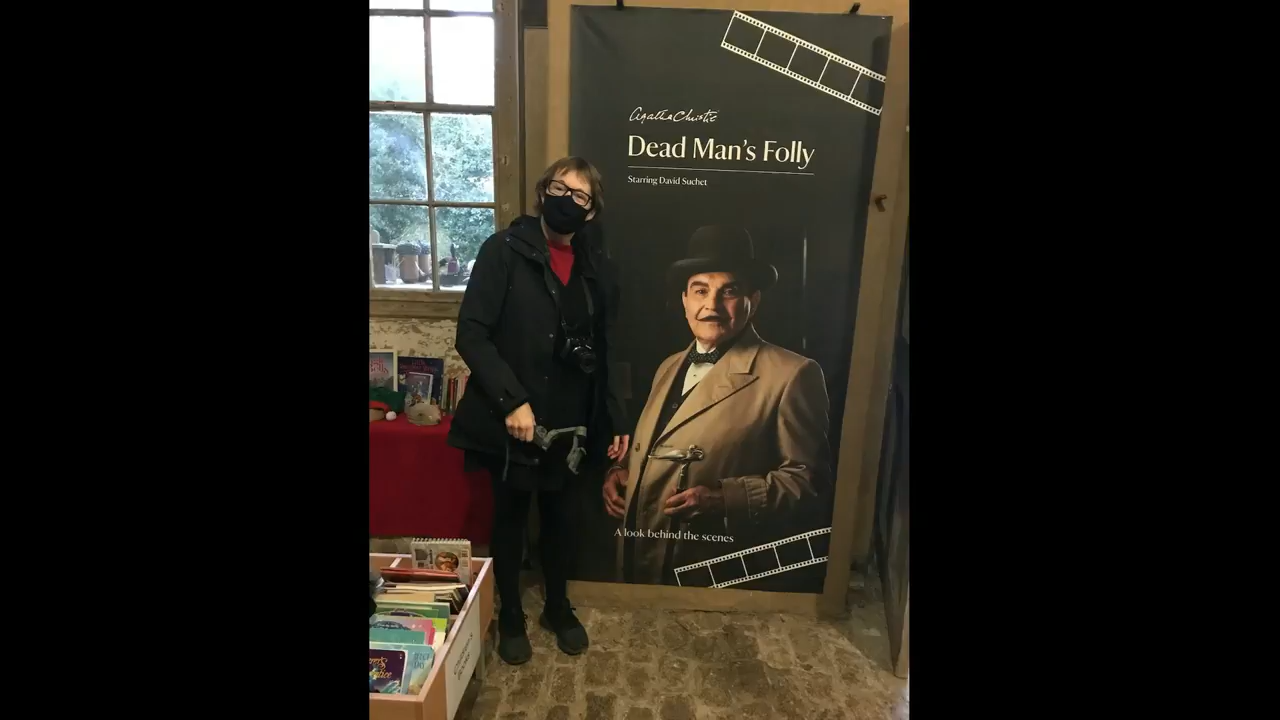 Agatha Christie
Dead Man's Folly
Starring David Suchet
A look behind the scenes